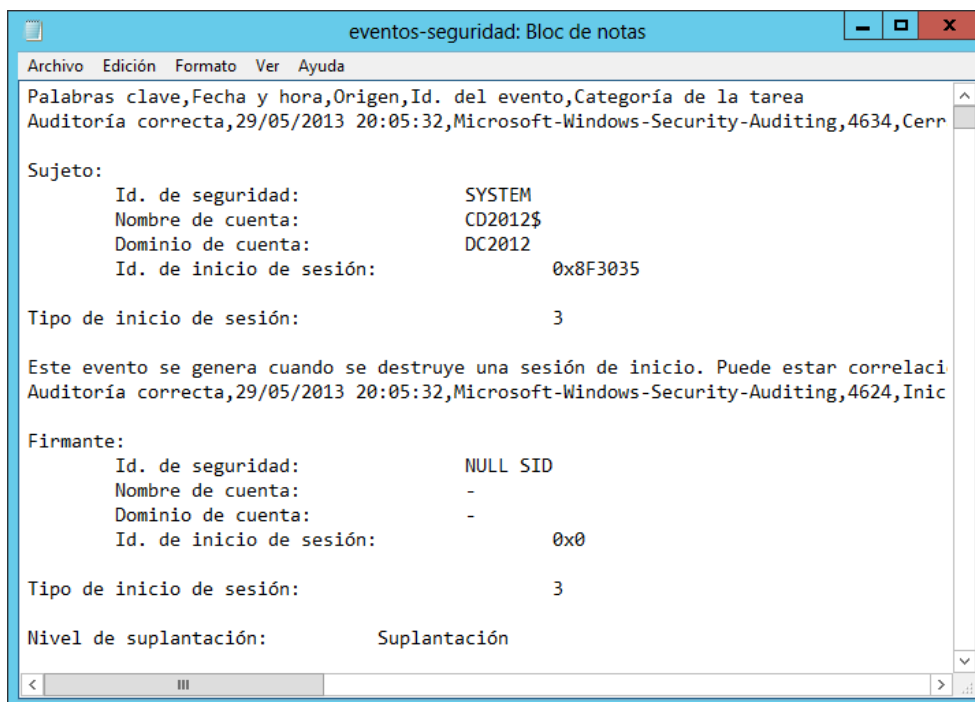 eventos-seguridad: Bloc de notas
Archivo Edición Formato Ver Ayuda
Palabras clave,Fecha y hora,Origen,Id. del evento,Categoría de la tarea
Auditoría correcta,29/05/2013 20:05:32,Microsoft-Windows-Security-Auditing,4634,Cerr
Sujeto:
Id. de seguridad: SYSTEM
Nombre de cuenta: CD2012$
Dominio de cuenta: DC2012
Id. de inicio de sesión: 0x8F3035
Tipo de inicio de sesión: 3
Este evento se genera cuando se destruye una sesión de inicio. Puede estar correlaci
Auditoría correcta,29/05/2013 20:05:32,Microsoft-Windows-Security-Auditing,4624,Inic
Firmante:
Id. de seguridad: NULL SID
Nombre de cuenta: -
Dominio de cuenta: -
Id. de inicio de sesión: 0x0
Tipo de inicio de sesión: 3
Nivel de suplantación: Suplantación